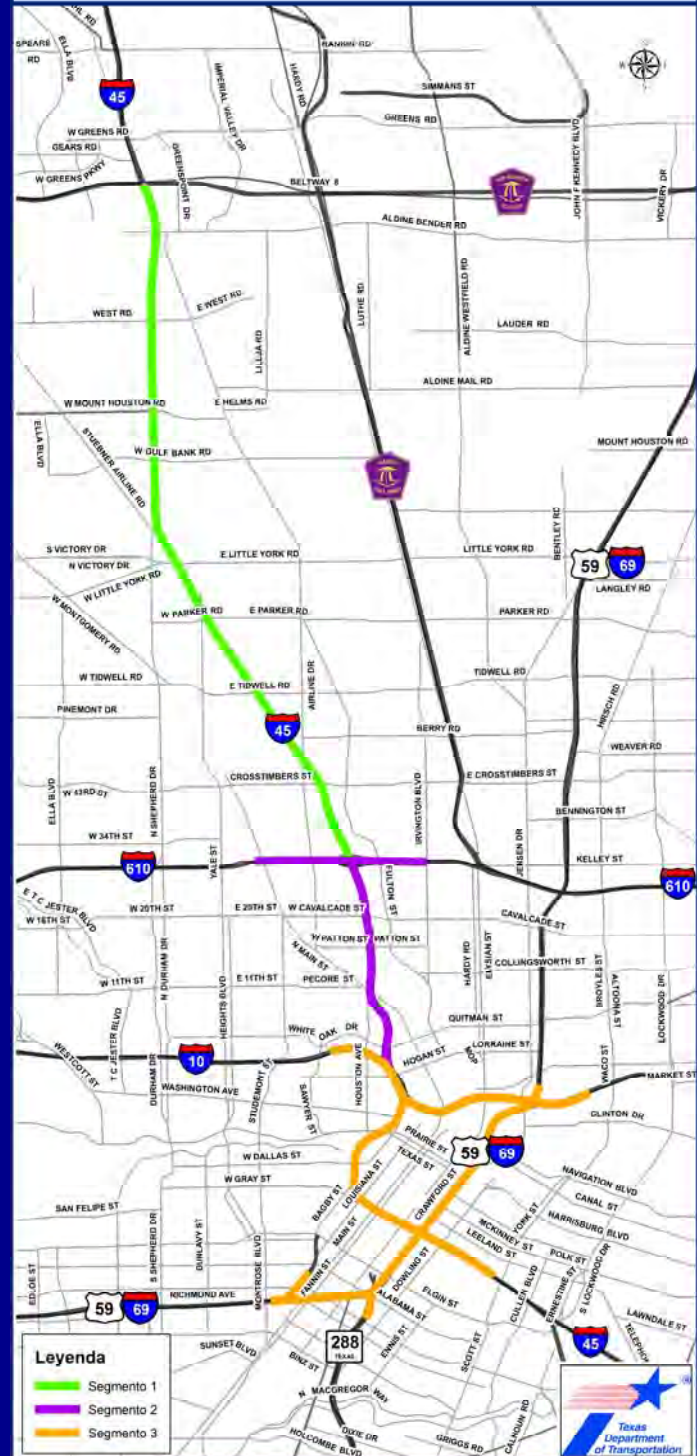 SPEARE
RD
ELLA BLVD
45
RANKIN RD
HARDY RD
IMPERIAL VALLEY DR
SIMMANS ST
GREENS RD
W GREENS RD
GEARS RD
W GREENS PKWY
GREENSPOINT DR
BELTWAY 8
JOHN F KENNEDY BLVD
VICKERY DR
ALDINE BENDER RD
ALDINE WESTFIELD RD
LUTHE RD
E WEST RD
WEST RD
LILLJA RD
LAUDER RD
ALDINE MAIL RD
W MOUNT HOUSTON RD
E HELMS RD
ELLA BLVD
STUEBNER AIRLINE RD
W GULF BANK RD
MOUNT HOUSTON RD
BENTLEY RD
S VICTORY DR
N VICTORY DR
E LITTLE YORK RD
LITTLE YORK RD
59
69
LANGLEY RD
W LITTLE YORK RD
W MONTGOMERY RD
W PARKER RD
E PARKER RD
PARKER RD
W TIDWELL RD
E TIDWELL RD
AIRLINE DR
TIDWELL RD
HIRSCH RD
PINEMONT DR
45
BERRY RD
WEAVER RD
CROSSTIMBERS ST
E CROSSTIMBERS ST
W 43RD ST
ELLA BLVD
N SHEPHERD DR
IRVINGTON BLVD
BENNINGTON ST
W 34TH ST
YALE ST
JENSEN DR
KELLEY ST
610
610
FULTON ST
E T C JESTER BLVD
W 20TH ST
E 20TH ST
W CAVALCADE ST
CAVALCADE ST
W 18TH ST
W PATTON ST
PATTON ST
N MAIN ST
HARDY RD
ELYSIAN ST
COLLINGSWORTH ST
W 11TH ST
E 11TH ST
PECORE ST
N DURHAM DR
HEIGHTS BLVD
BROYLES ST
ALTOONA ST
LOCKWOOD DR
T C JESTER BLVD
QUITMAN ST
WHITE OAK DR
LORRAINE ST
HOGAN ST
WACO ST
MARKET ST
WESTCOTT ST
10
DURHAM DR
WASHINGTON AVE
STUDEMONT ST
SAWYER ST
HOUSTON AVE
CLINTON DR
PRAIRIE ST
TEXAS ST
59
69
W DALLAS ST
W GRAY ST
LOUISIANA ST
BAGBY ST
MAIN ST
CRAWFORD ST
NAVIGATION BLVD
CANAL ST
HARRISBURG BLVD
YORK ST
MCKINNEY ST
LEELAND ST
POLK ST
SAN FELIPE ST
S SHEPHERD DR
DUNLAVY ST
MONTROSE BLVD
FANNIN ST
DOWLING ST
ELGIN ST
ALABAMA ST
CULLEN BLVD
ERNESTINE ST
S LOCKWOOD DR
LAWNDALE ST
EDLOE ST
59
69
RICHMOND AVE
SUNSET BLVD
BINZ ST
288
TEXAS
ENNIS ST
SCOTT ST
45
N MACGREGOR WAY
DIXIE DR
HOLCOMBE BLVD
GRIGGS RD
CALHOUN RD
Leyenda
Segmento 1
Segmento 2
Segmento 3
Texas
Department
of Transportation